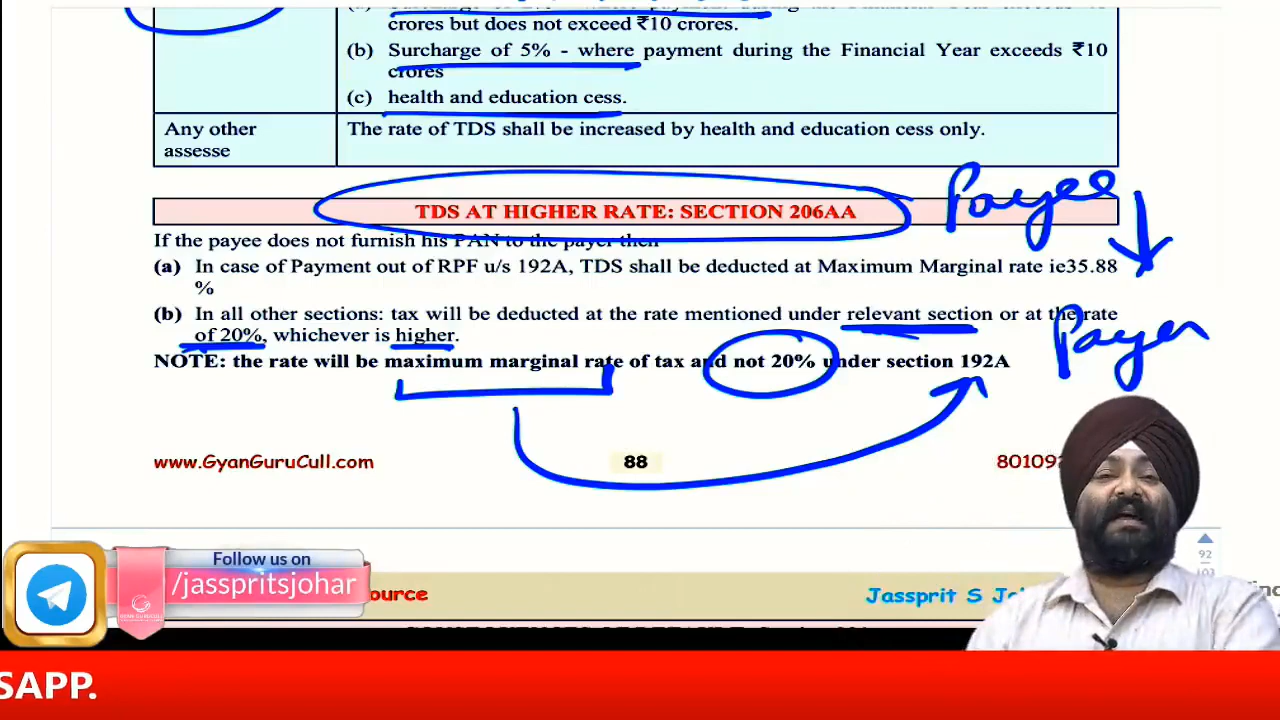 crores but does not exceed ₹10 crores.
(b) Surcharge of 5% - where payment during the Financial Year exceeds ₹10
crores
(c) health and education cess.
Any other
assesse
The rate of TDS shall be increased by health and education cess only.
Payee
TDS AT HIGHER RATE: SECTION 206AA
If the payee does not furnish his PAN to the payer then
(a) In case of Payment out of RPF u/s 192A, TDS shall be deducted at Maximum Marginal rate ie35.88
%
(b) In all other sections: tax will be deducted at the rate mentioned under relevant section or at the rate
of 20%, whichever is higher.
Payer
NOTE: the rate will be maximum marginal rate of tax and not 20% under section 192A
www.GyanGuruCull.com
88
80109
92
103
Follow us on
/jasspritsjohar
ource
Jassprit S Jo
SAPP.